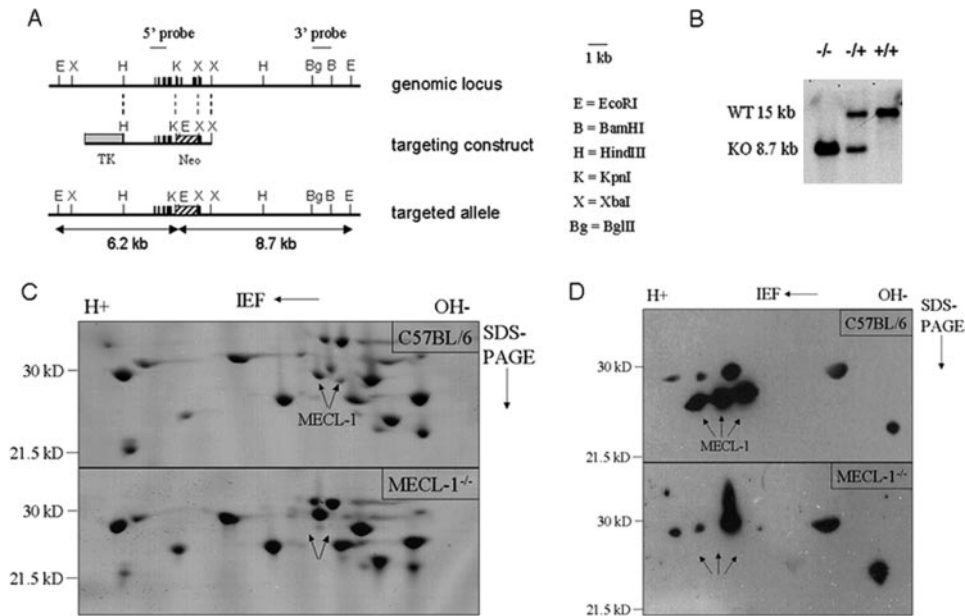 A
5' probe 3' probe
E X H K X X H Bg B E
genomic locus
H K E X X
TK Neo
targeting construct
E X H K E X X H Bg B E
targeted allele
6.2 kb 8.7 kb
1 kb
E = EcoRI
B = BamHI
H = HindIII
K = KpnI
X = XbaI
Bg = BglII
B
-/- -/+ +/+
WT 15 kb
KO 8.7 kb
C
H+ IEF OH-
C57BL/6
SDS-
PAGE
30 kD
MECL-1
21.5 kD
MECL-1-/-
30 kD
21.5 kD
D
H+ IEF OH-
C57BL/6
SDS-
PAGE
30 kD
MECL-1
21.5 kD
MECL-1-/-
30 kD
21.5 kD